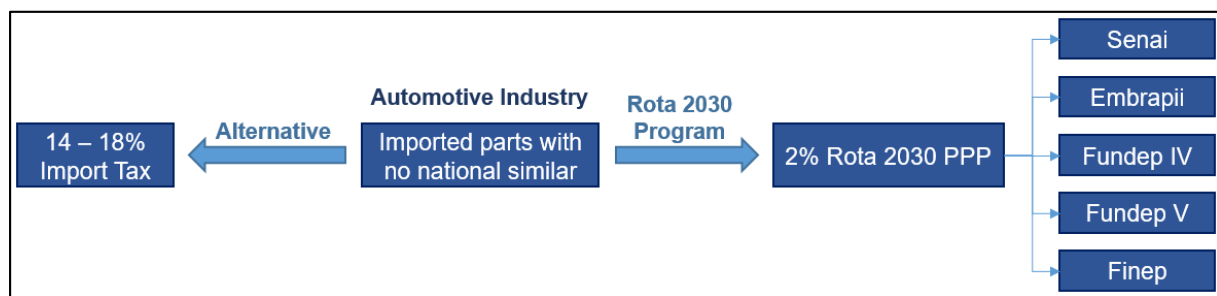 Automotive Industry
14 – 18%
Import Tax
Alternative
Imported parts with
no national similar
Rota 2030
Program
2% Rota 2030 PPP
Senai
Embrapii
Fundep IV
Fundep V
Finep